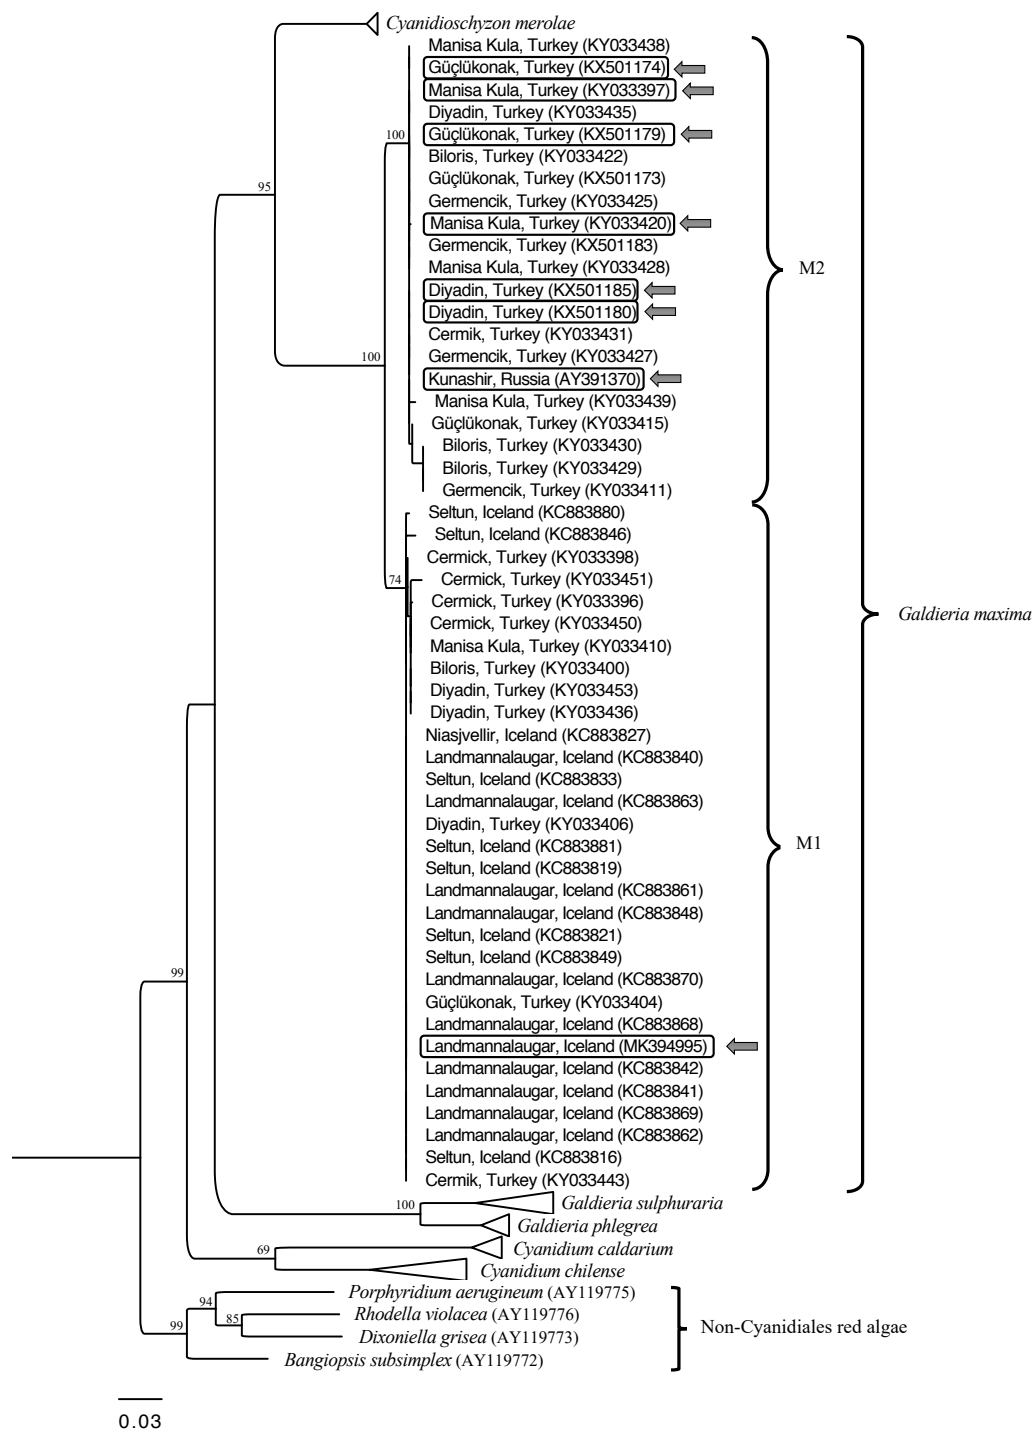 Cyanidioschyzon merolae
Manisa Kula, Turkey (KY033438)
Güçlükonak, Turkey (KX501174)
Manisa Kula, Turkey (KY033397)
Diyadin, Turkey (KY033435)
100
Güçlükonak, Turkey (KX501179)
Biloris, Turkey (KY033422)
Güçlükonak, Turkey (KX501173)
95
Germencik, Turkey (KY033425)
Manisa Kula, Turkey (KY033420)
Germencik, Turkey (KX501183)
Manisa Kula, Turkey (KY033428)
M2
Diyadin, Turkey (KX501185)
Diyadin, Turkey (KX501180)
Cermik, Turkey (KY033431)
100
Germencik, Turkey (KY033427)
Kunashir, Russia (AY391370)
Manisa Kula, Turkey (KY033439)
Güçlükonak, Turkey (KY033415)
Biloris, Turkey (KY033430)
Biloris, Turkey (KY033429)
Germencik, Turkey (KY033411)
Seltun, Iceland (KC883880)
Seltun, Iceland (KC883846)
Cermick, Turkey (KY033398)
74
Cermick, Turkey (KY033451)
Cermick, Turkey (KY033396)
Galdieria maxima
Cermick, Turkey (KY033450)
Manisa Kula, Turkey (KY033410)
Biloris, Turkey (KY033400)
Diyadin, Turkey (KY033453)
Diyadin, Turkey (KY033436)
Niasjvellir, Iceland (KC883827)
Landmannalaugar, Iceland (KC883840)
Seltun, Iceland (KC883833)
Landmannalaugar, Iceland (KC883863)
Diyadin, Turkey (KY033406)
M1
Seltun, Iceland (KC883881)
Seltun, Iceland (KC883819)
Landmannalaugar, Iceland (KC883861)
Landmannalaugar, Iceland (KC883848)
Seltun, Iceland (KC883821)
Seltun, Iceland (KC883849)
99
Landmannalaugar, Iceland (KC883870)
Güçlükonak, Turkey (KY033404)
Landmannalaugar, Iceland (KC883868)
Landmannalaugar, Iceland (MK394995)
Landmannalaugar, Iceland (KC883842)
Landmannalaugar, Iceland (KC883841)
Landmannalaugar, Iceland (KC883869)
Landmannalaugar, Iceland (KC883862)
Seltun, Iceland (KC883816)
Cermik, Turkey (KY033443)
100
Galdieria sulphuraria
Galdieria phlegrea
69
Cyanidium caldarium
Cyanidium chilense
94
Porphyridium aerugineum (AY119775)
85
Rhodella violacea (AY119776)
99
Dixoniella grisea (AY119773)
Non-Cyanidiales red algae
Bangiopsis subsimplex (AY119772)
0.03